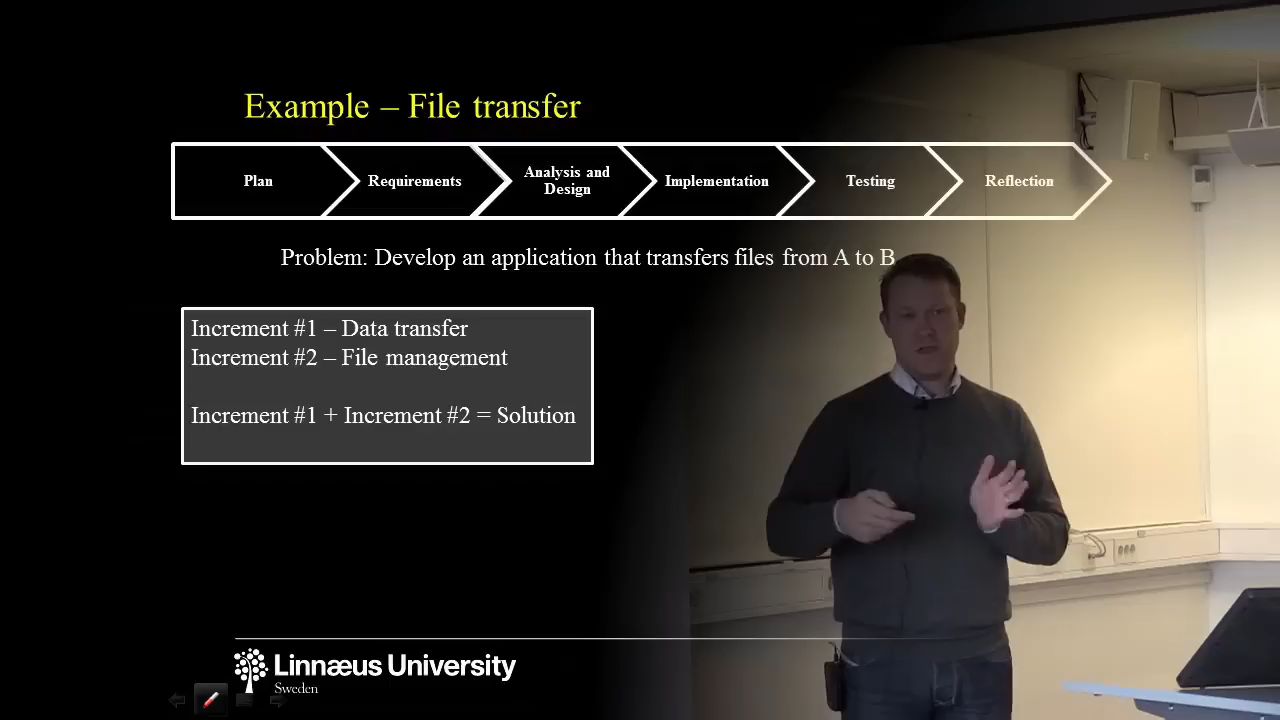 Example – File transfer
Plan
Requirements
Analysis and
Design
Implementation
Testing
Reflection
Problem: Develop an application that transfers files from A to B
Increment #1 – Data transfer
Increment #2 – File management
Increment #1 + Increment #2 = Solution
Linnæus University
Sweden